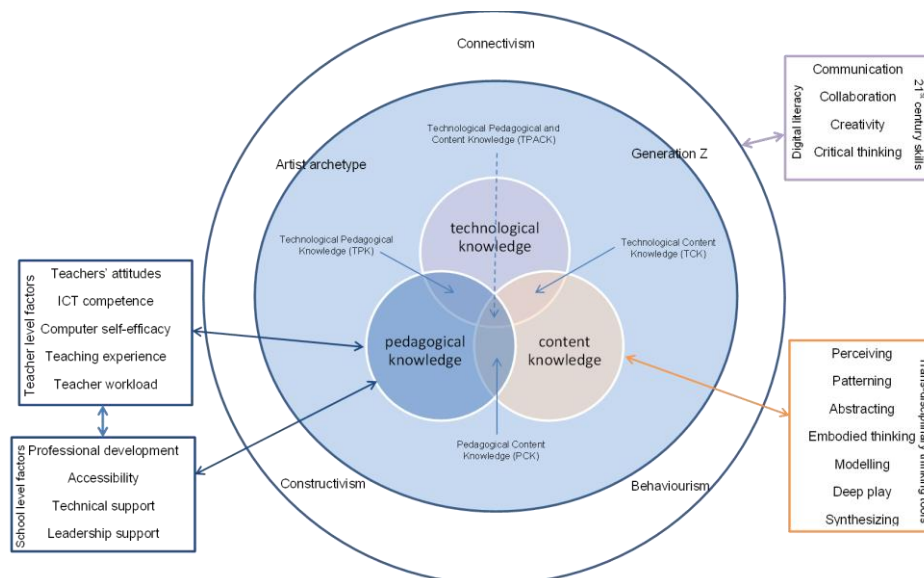 Connectivism
Technological Pedagogical and
Content Knowledge (TPACK)
Artist archetype
Generation Z
technological
knowledge
Technological Pedagogical
Knowledge (TPK)
Technological Content
Knowledge (TCK)
pedagogical
knowledge
content
knowledge
Pedagogical Content
Knowledge (PCK)
Constructivism
Behaviourism
Teacher level factors
Teachers' attitudes
ICT competence
Computer self-efficacy
Teaching experience
Teacher workload
School level factors
Professional development
Accessibility
Technical support
Leadership support
Digital literacy
Communication
Collaboration
Creativity
Critical thinking
21st century skills
Perceiving
Patterning
Abstracting
Embodied thinking
Modelling
Deep play
Synthesizing
Trans-disciplinary thinking tools